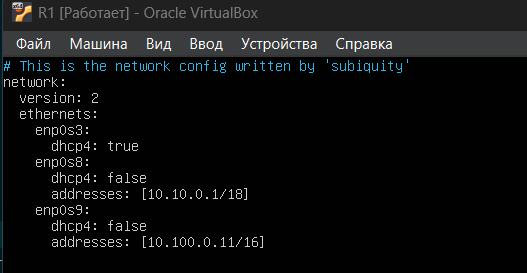 R1 [Работает] - Oracle VirtualBox
Файл Машина Вид Ввод Устройства Справка
# This is the network config written by 'subiquity'
network:
  version: 2
  ethernets:
    enp0s3:
      dhcp4: true
    enp0s8:
      dhcp4: false
      addresses: [10.10.0.1/18]
    enp0s9:
      dhcp4: false
      addresses: [10.100.0.11/16]